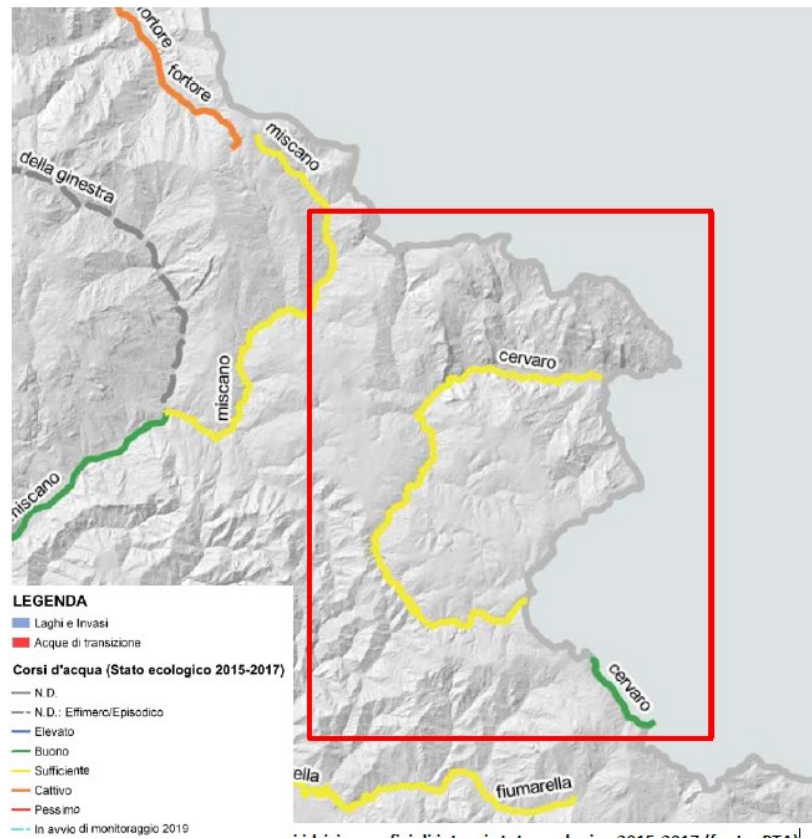 fortore
fortore
miscano
della ginestra
cervaro
miscano
miscano
cervaro
fiumarella
LEGENDA
Laghi e Invasi
Acque di transizione
Corsi d'acqua (Stato ecologico 2015-2017)
N.D.
N.D.: Effimero/Episodico
Elevato
Buono
Sufficiente
Cattivo
Pessimo
In avvio di monitoraggio 2019